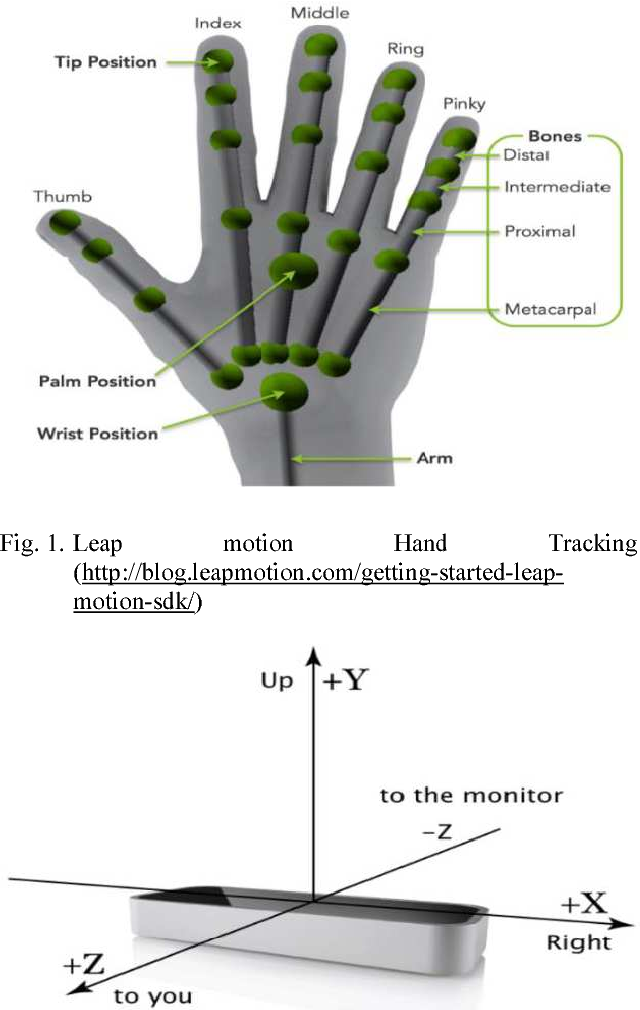 Index
Middle
Ring
Pinky
Thumb
Tip Position
Bones
Distal
Intermediate
Proximal
Metacarpal
Palm Position
Wrist Position
Arm
Fig. 1. Leap motion Hand Tracking
(http://blog.leapmotion.com/getting-started-leap-
motion-sdk/)
Up +Y
to the monitor
-Z
+X
Right
+Z
to you